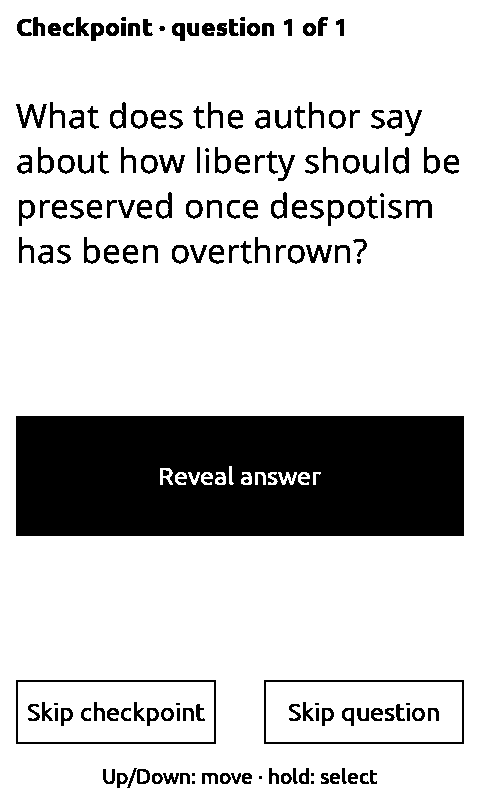 Checkpoint · question 1 of 1
What does the author say
about how liberty should be
preserved once despotism
has been overthrown?
Reveal answer
Skip checkpoint
Skip question
Up/Down: move · hold: select